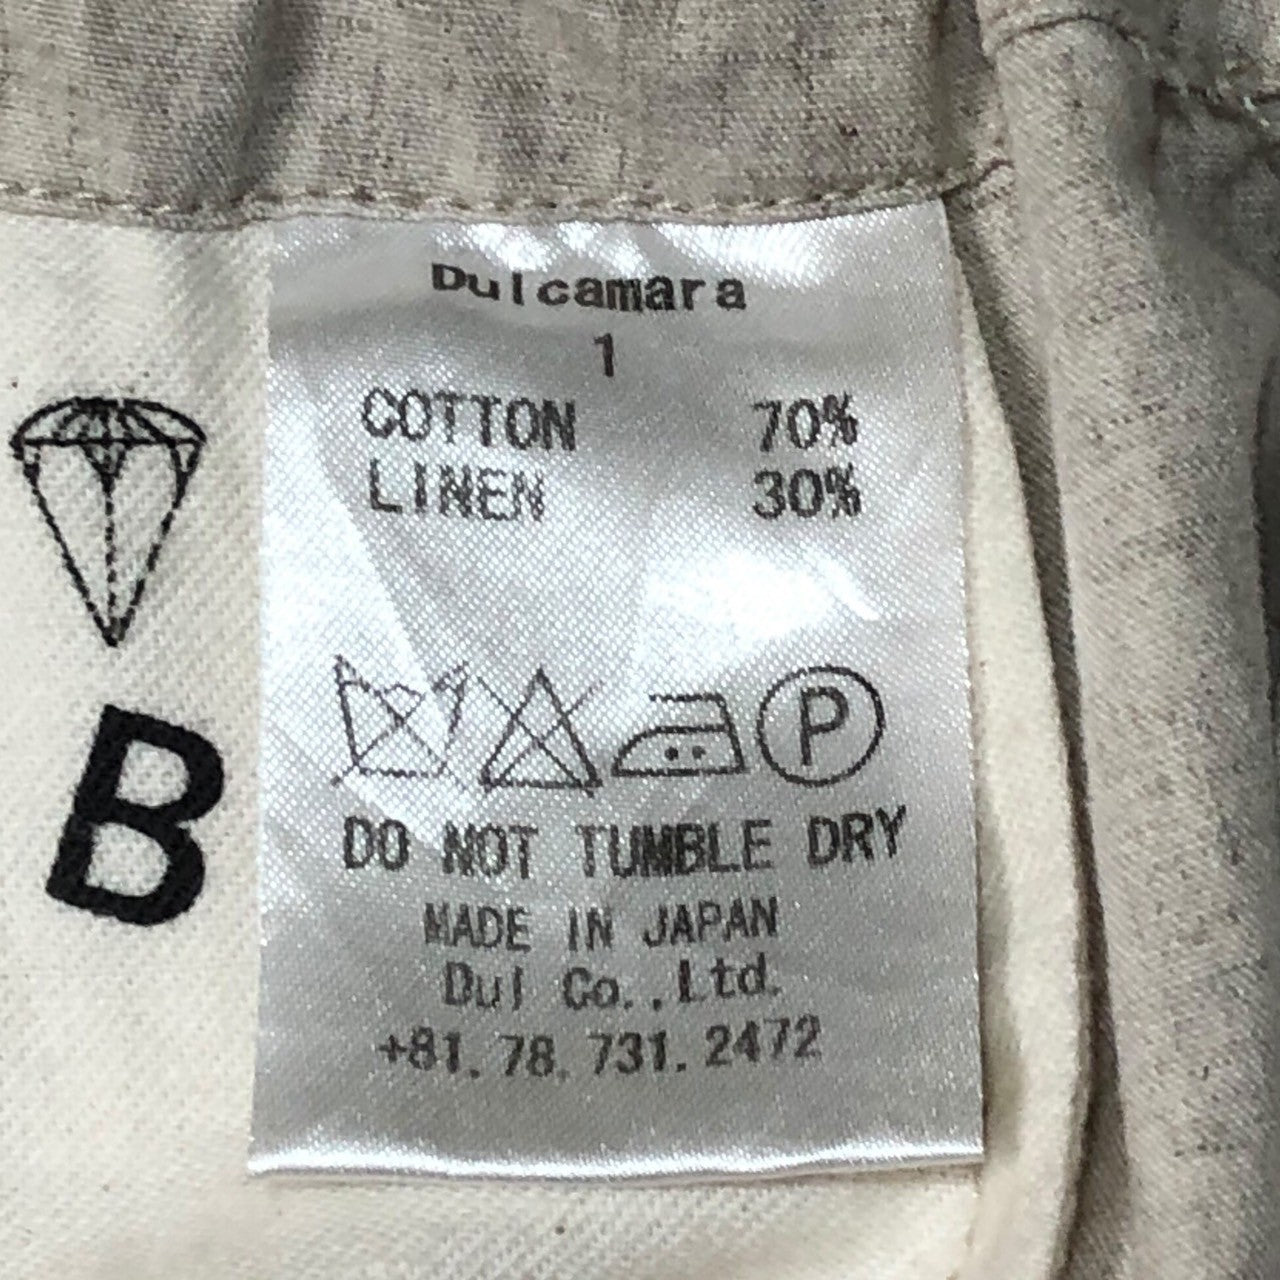 Dulcamara
1
COTTON 70%
LINEN 30%
P
DO NOT TUMBLE DRY
MADE IN JAPAN
Dul Co.,Ltd.
+81.78.731.2472
B